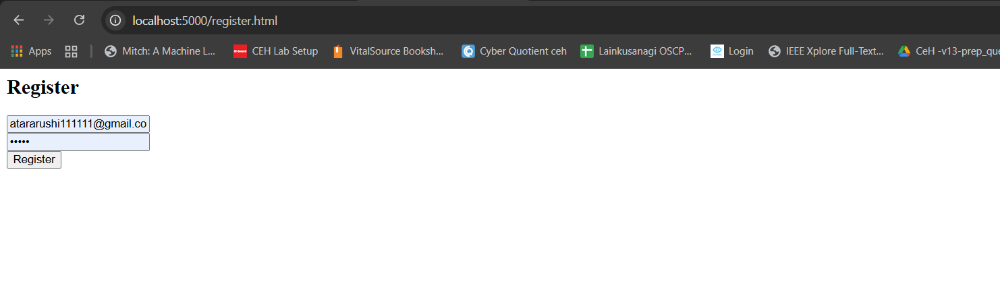 localhost:5000/register.html
Apps Mitch: A Machine L... CEH Lab Setup VitalSource Booksh... Cyber Quotient ceh Lainkusanagi OSCP... Login IEEE Xplore Full-Text... CeH -v13-prep_que
Register
atararushi111111@gmail.co
•••••
Register